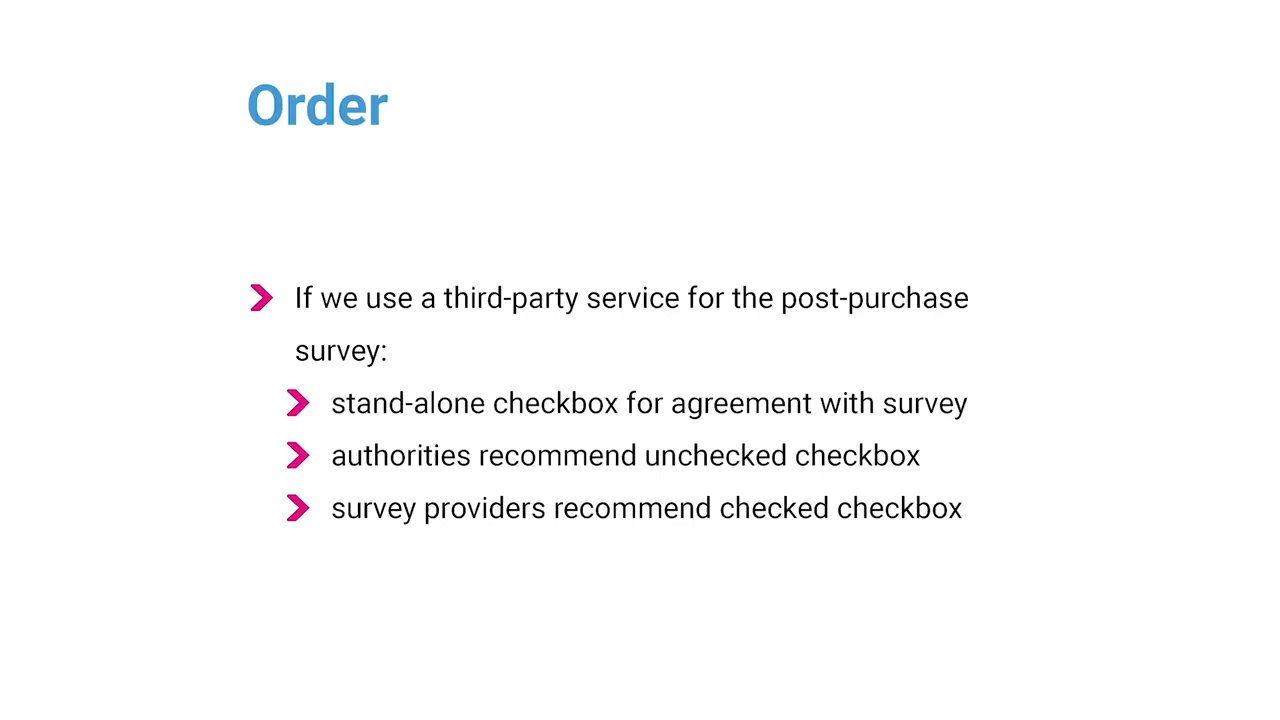 Order
If we use a third-party service for the post-purchase
survey:
stand-alone checkbox for agreement with survey
authorities recommend unchecked checkbox
survey providers recommend checked checkbox